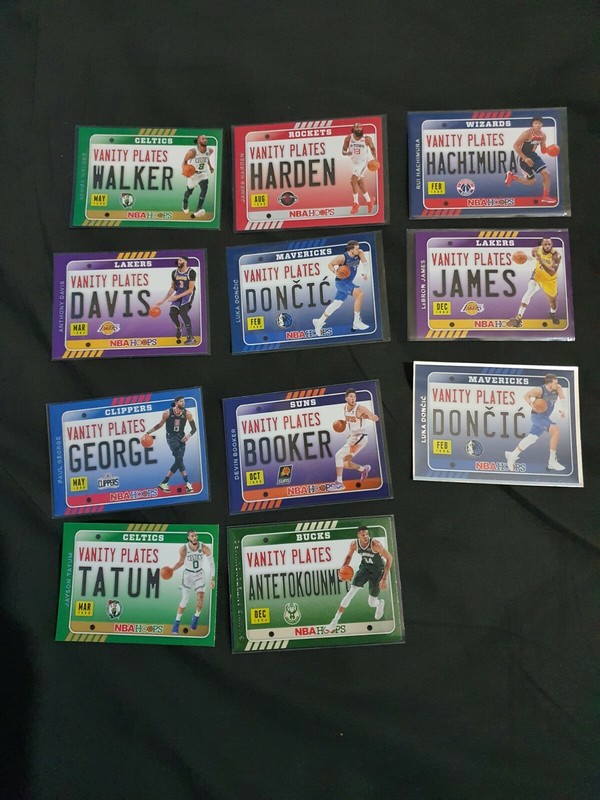 CELTICS
VANITY PLATES
WALKER
MAY
NBA HOOPS
ROCKETS
JAMES HARDEN
VANITY PLATES
HARDEN
AUG
NBA HOOPS
WIZARDS
RUI HACHIMURA
VANITY PLATES
HACHIMURA
FEB
NBA HOOPS
LAKERS
ANTHONY DAVIS
VANITY PLATES
DAVIS
MAR
NBA HOOPS
MAVERICKS
LUKA DONČIĆ
VANITY PLATES
DONČIĆ
FEB
NBA HOOPS
LAKERS
LeBRON JAMES
VANITY PLATES
JAMES
DEC
NBA HOOPS
CLIPPERS
PAUL GEORGE
VANITY PLATES
GEORGE
MAY
CLIPPERS
NBA HOOPS
SUNS
DEVIN BOOKER
VANITY PLATES
BOOKER
OCT
NBA HOOPS
MAVERICKS
LUKA DONČIĆ
VANITY PLATES
DONČIĆ
FEB
NBA HOOPS
CELTICS
JAYSON TATUM
VANITY PLATES
TATUM
MAR
NBA HOOPS
BUCKS
VANITY PLATES
ANTETOKOUNM
DEC
NBA HOOPS